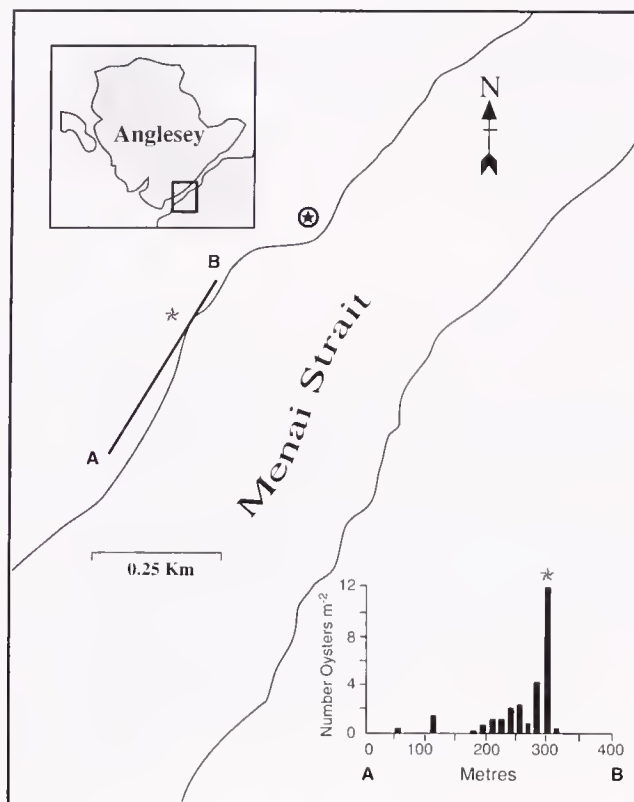 Anglesey
N
B
A
Menai Strait
0.25 Km
Number Oysters m⁻²
12
8
4
0
0 100 200 300 400
A Metres B